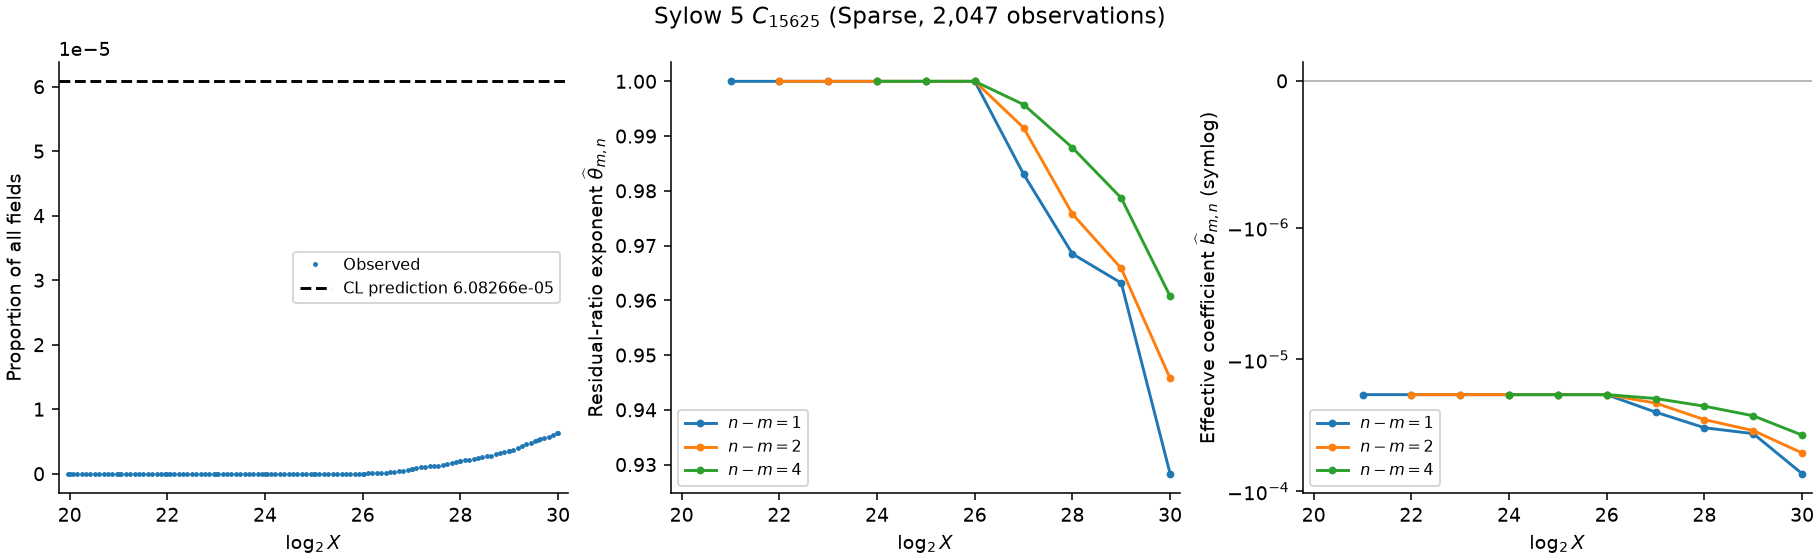 Sylow 5 C₁₅₆₂₅ (Sparse, 2,047 observations)
1e−5
Proportion of all fields
6
5
4
3
2
1
0
Observed
CL prediction 6.08266e-05
20 22 24 26 28 30
log₂ X
Residual-ratio exponent θ̂ₘ,ₙ
1.00
0.99
0.98
0.97
0.96
0.95
0.94
0.93
n − m = 1
n − m = 2
n − m = 4
20 22 24 26 28 30
log₂ X
Effective coefficient b̂ₘ,ₙ (symlog)
0
−10⁻⁶
−10⁻⁵
−10⁻⁴
n − m = 1
n − m = 2
n − m = 4
20 22 24 26 28 30
log₂ X